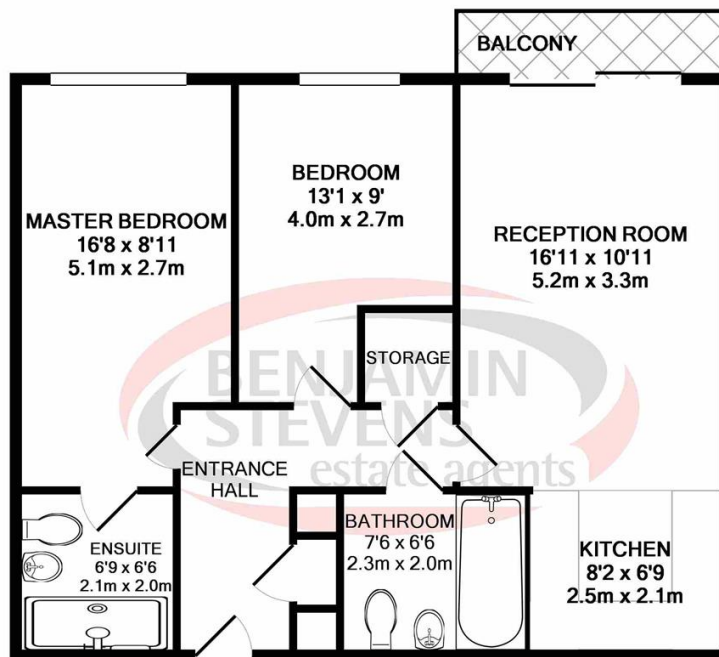 BALCONY
MASTER BEDROOM
16'8 x 8'11
5.1m x 2.7m
BEDROOM
13'1 x 9'
4.0m x 2.7m
RECEPTION ROOM
16'11 x 10'11
5.2m x 3.3m
STORAGE
BENJAMIN
STEVENS
estate agents
ENTRANCE
HALL
ENSUITE
6'9 x 6'6
2.1m x 2.0m
BATHROOM
7'6 x 6'6
2.3m x 2.0m
KITCHEN
8'2 x 6'9
2.5m x 2.1m